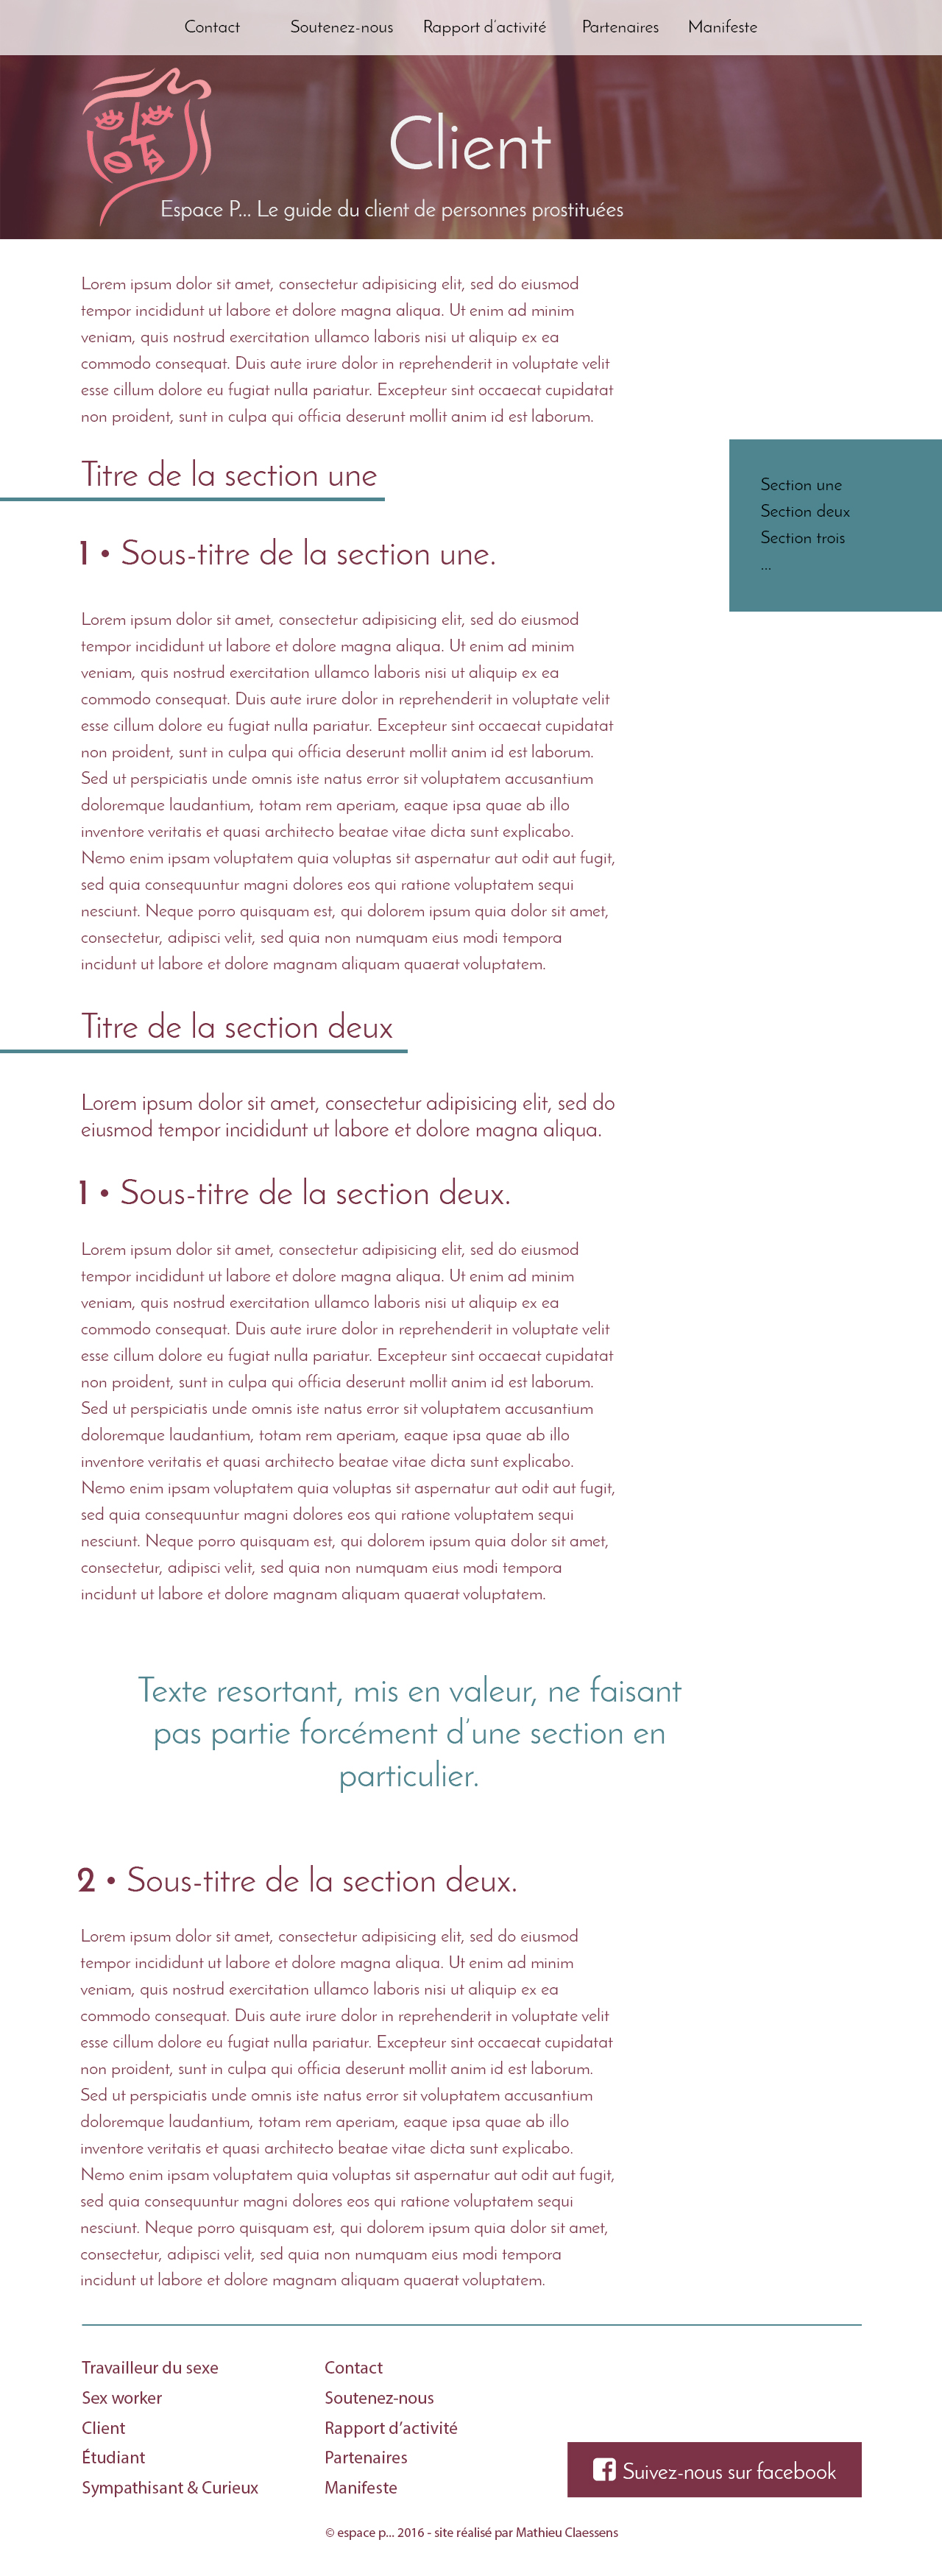 Contact Soutenez-nous Rapport d'activité Partenaires Manifeste
Client
Espace P... Le guide du client de personnes prostituées
Lorem ipsum dolor sit amet, consectetur adipisicing elit, sed do eiusmod
tempor incididunt ut labore et dolore magna aliqua. Ut enim ad minim
veniam, quis nostrud exercitation ullamco laboris nisi ut aliquip ex ea
commodo consequat. Duis aute irure dolor in reprehenderit in voluptate velit
esse cillum dolore eu fugiat nulla pariatur. Excepteur sint occaecat cupidatat
non proident, sunt in culpa qui officia deserunt mollit anim id est laborum.
Titre de la section une
Section une
Section deux
Section trois
...
1 • Sous-titre de la section une.
Lorem ipsum dolor sit amet, consectetur adipisicing elit, sed do eiusmod
tempor incididunt ut labore et dolore magna aliqua. Ut enim ad minim
veniam, quis nostrud exercitation ullamco laboris nisi ut aliquip ex ea
commodo consequat. Duis aute irure dolor in reprehenderit in voluptate velit
esse cillum dolore eu fugiat nulla pariatur. Excepteur sint occaecat cupidatat
non proident, sunt in culpa qui officia deserunt mollit anim id est laborum.
Sed ut perspiciatis unde omnis iste natus error sit voluptatem accusantium
doloremque laudantium, totam rem aperiam, eaque ipsa quae ab illo
inventore veritatis et quasi architecto beatae vitae dicta sunt explicabo.
Nemo enim ipsam voluptatem quia voluptas sit aspernatur aut odit aut fugit,
sed quia consequuntur magni dolores eos qui ratione voluptatem sequi
nesciunt. Neque porro quisquam est, qui dolorem ipsum quia dolor sit amet,
consectetur, adipisci velit, sed quia non numquam eius modi tempora
incidunt ut labore et dolore magnam aliquam quaerat voluptatem.
Titre de la section deux
Lorem ipsum dolor sit amet, consectetur adipisicing elit, sed do
eiusmod tempor incididunt ut labore et dolore magna aliqua.
1 • Sous-titre de la section deux.
Lorem ipsum dolor sit amet, consectetur adipisicing elit, sed do eiusmod
tempor incididunt ut labore et dolore magna aliqua. Ut enim ad minim
veniam, quis nostrud exercitation ullamco laboris nisi ut aliquip ex ea
commodo consequat. Duis aute irure dolor in reprehenderit in voluptate velit
esse cillum dolore eu fugiat nulla pariatur. Excepteur sint occaecat cupidatat
non proident, sunt in culpa qui officia deserunt mollit anim id est laborum.
Sed ut perspiciatis unde omnis iste natus error sit voluptatem accusantium
doloremque laudantium, totam rem aperiam, eaque ipsa quae ab illo
inventore veritatis et quasi architecto beatae vitae dicta sunt explicabo.
Nemo enim ipsam voluptatem quia voluptas sit aspernatur aut odit aut fugit,
sed quia consequuntur magni dolores eos qui ratione voluptatem sequi
nesciunt. Neque porro quisquam est, qui dolorem ipsum quia dolor sit amet,
consectetur, adipisci velit, sed quia non numquam eius modi tempora
incidunt ut labore et dolore magnam aliquam quaerat voluptatem.
Texte resortant, mis en valeur, ne faisant
pas partie forcément d'une section en
particulier.
2 • Sous-titre de la section deux.
Lorem ipsum dolor sit amet, consectetur adipisicing elit, sed do eiusmod
tempor incididunt ut labore et dolore magna aliqua. Ut enim ad minim
veniam, quis nostrud exercitation ullamco laboris nisi ut aliquip ex ea
commodo consequat. Duis aute irure dolor in reprehenderit in voluptate velit
esse cillum dolore eu fugiat nulla pariatur. Excepteur sint occaecat cupidatat
non proident, sunt in culpa qui officia deserunt mollit anim id est laborum.
Sed ut perspiciatis unde omnis iste natus error sit voluptatem accusantium
doloremque laudantium, totam rem aperiam, eaque ipsa quae ab illo
inventore veritatis et quasi architecto beatae vitae dicta sunt explicabo.
Nemo enim ipsam voluptatem quia voluptas sit aspernatur aut odit aut fugit,
sed quia consequuntur magni dolores eos qui ratione voluptatem sequi
nesciunt. Neque porro quisquam est, qui dolorem ipsum quia dolor sit amet,
consectetur, adipisci velit, sed quia non numquam eius modi tempora
incidunt ut labore et dolore magnam aliquam quaerat voluptatem.
Travailleur du sexe
Sex worker
Client
Étudiant
Sympathisant & Curieux
Contact
Soutenez-nous
Rapport d'activité
Partenaires
Manifeste
Suivez-nous sur facebook
© espace p... 2016 - site réalisé par Mathieu Claessens